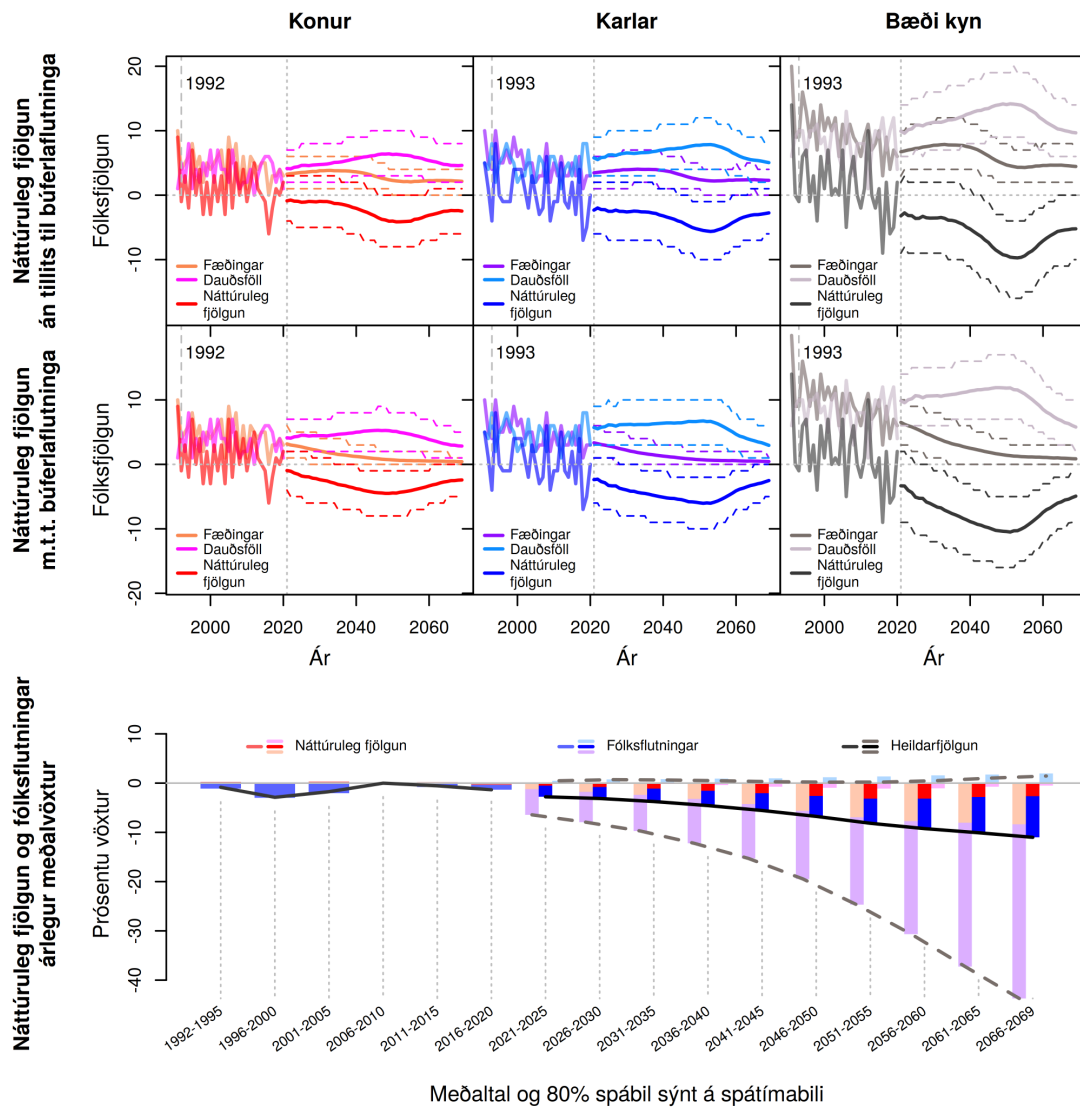 Konur
Karlar
Bæði kyn
Náttúruleg fjölgun
án tillits til búferlaflutninga
Fólksfjölgun
20
10
0
-10
1992
Fæðingar
Dauðsföll
Náttúruleg
fjölgun
1993
Fæðingar
Dauðsföll
Náttúruleg
fjölgun
1993
Fæðingar
Dauðsföll
Náttúruleg
fjölgun
Náttúruleg fjölgun
m.t.t. búferlaflutninga
Fólksfjölgun
10
0
-10
-20
1992
Fæðingar
Dauðsföll
Náttúruleg
fjölgun
1993
Fæðingar
Dauðsföll
Náttúruleg
fjölgun
1993
Fæðingar
Dauðsföll
Náttúruleg
fjölgun
2000 2020 2040 2060
2000 2020 2040 2060
2000 2020 2040 2060
Ár
Ár
Ár
Náttúruleg fjölgun og fólksflutningar
árlegur meðalvöxtur
Prósentu vöxtur
10
0
-10
-20
-30
-40
Náttúruleg fjölgun
Fólksflutningar
Heildarfjölgun
1992-1995
1996-2000
2001-2005
2006-2010
2011-2015
2016-2020
2021-2025
2026-2030
2031-2035
2036-2040
2041-2045
2046-2050
2051-2055
2056-2060
2061-2065
2066-2069
Meðaltal og 80% spábil sýnt á spátímabili